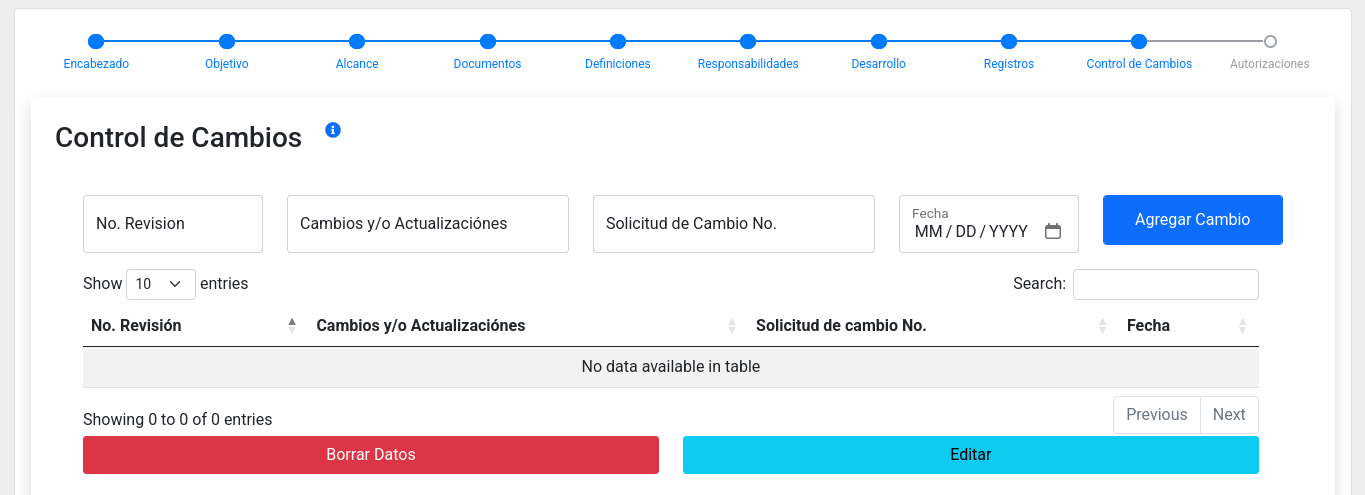 Encabezado Objetivo Alcance Documentos Definiciones Responsabilidades Desarrollo Registros Control de Cambios Autorizaciones
Control de Cambios
No. Revision Cambios y/o Actualizaciónes Solicitud de Cambio No. Fecha MM / DD / YYYY Agregar Cambio
Show 10 entries Search:
No. Revisión Cambios y/o Actualizaciónes Solicitud de cambio No. Fecha
No data available in table
Showing 0 to 0 of 0 entries Previous Next
Borrar Datos Editar